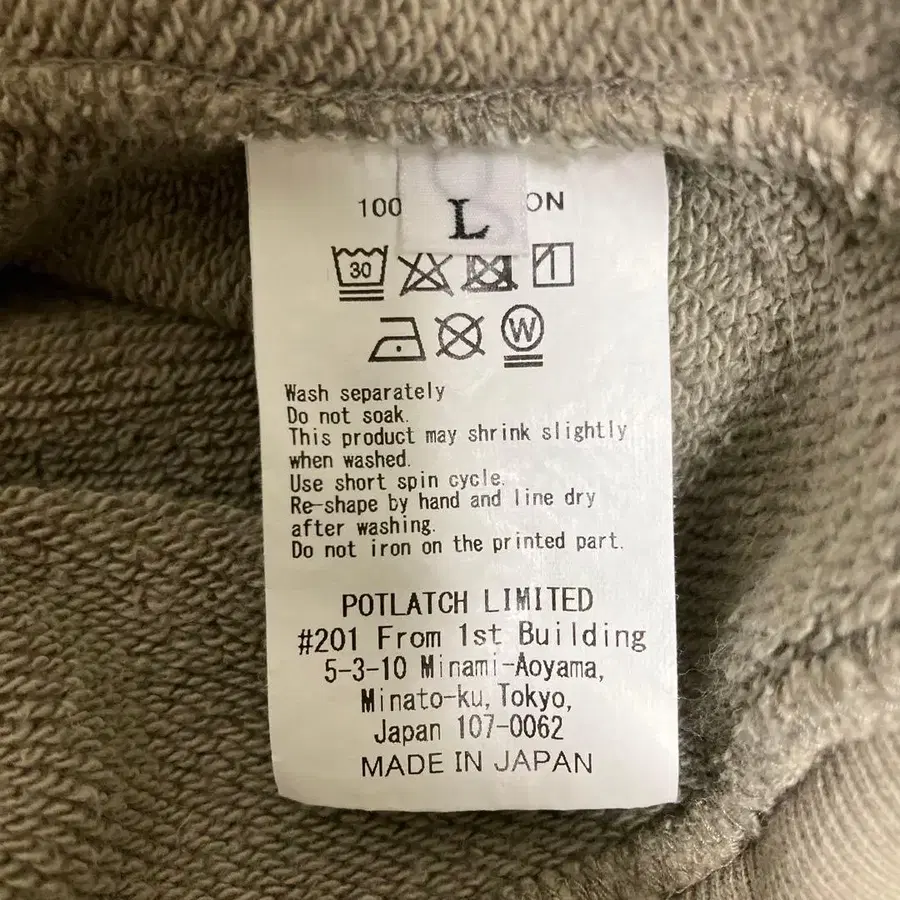 100 ON
L
30
W
Wash separately
Do not soak.
This product may shrink slightly
when washed.
Use short spin cycle.
Re-shape by hand and line dry
after washing.
Do not iron on the printed part.
POTLATCH LIMITED
#201 From 1st Building
5-3-10 Minami-Aoyama,
Minato-ku, Tokyo,
Japan 107-0062
MADE IN JAPAN